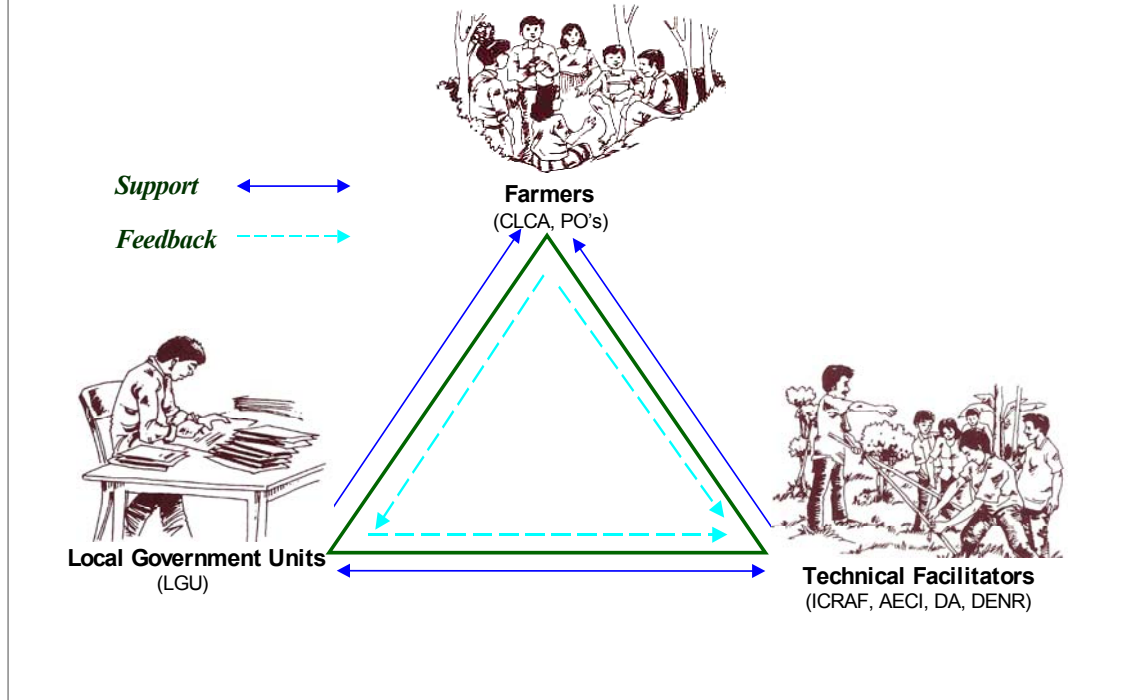 Support
Feedback
Farmers
(CLCA, PO's)
Local Government Units
(LGU)
Technical Facilitators
(ICRAF, AECI, DA, DENR)